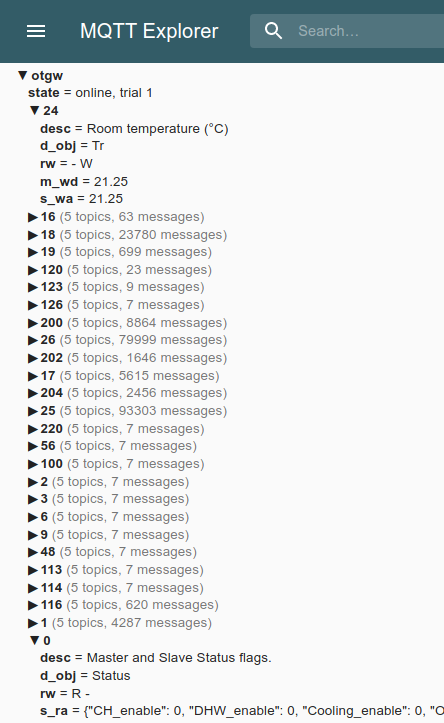 MQTT Explorer
Search…
▼ otgw
state = online, trial 1
▼ 24
desc = Room temperature (°C)
d_obj = Tr
rw = - W
m_wd = 21.25
s_wa = 21.25
▶ 16 (5 topics, 63 messages)
▶ 18 (5 topics, 23780 messages)
▶ 19 (5 topics, 699 messages)
▶ 120 (5 topics, 23 messages)
▶ 123 (5 topics, 9 messages)
▶ 126 (5 topics, 7 messages)
▶ 200 (5 topics, 8864 messages)
▶ 26 (5 topics, 79999 messages)
▶ 202 (5 topics, 1646 messages)
▶ 17 (5 topics, 5615 messages)
▶ 204 (5 topics, 2456 messages)
▶ 25 (5 topics, 93303 messages)
▶ 220 (5 topics, 7 messages)
▶ 56 (5 topics, 7 messages)
▶ 100 (5 topics, 7 messages)
▶ 2 (5 topics, 7 messages)
▶ 3 (5 topics, 7 messages)
▶ 6 (5 topics, 7 messages)
▶ 9 (5 topics, 7 messages)
▶ 48 (5 topics, 7 messages)
▶ 113 (5 topics, 7 messages)
▶ 114 (5 topics, 7 messages)
▶ 116 (5 topics, 620 messages)
▶ 1 (5 topics, 4287 messages)
▼ 0
desc = Master and Slave Status flags.
d_obj = Status
rw = R -
s_ra = {"CH_enable": 0, "DHW_enable": 0, "Cooling_enable": 0, "O